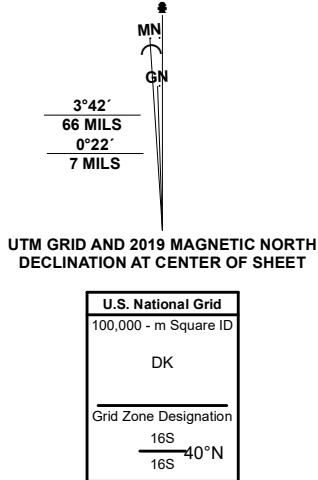 MN
GN
3°42´
66 MILS
0°22´
7 MILS
UTM GRID AND 2019 MAGNETIC NORTH
DECLINATION AT CENTER OF SHEET
U.S. National Grid
100,000 - m Square ID
DK
Grid Zone Designation
16S
40°N
16S